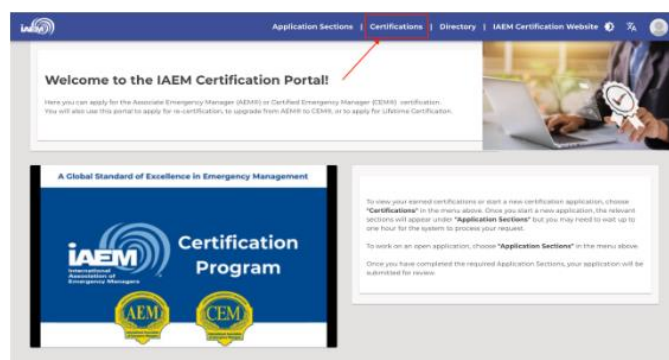 iAEM
Application Sections | Certifications | Directory | IAEM Certification Website
Welcome to the IAEM Certification Portal!
Here you can apply for the Associate Emergency Manager (AEM®) or Certified Emergency Manager (CEM®) certification.
You will also use this portal to apply for re-certification, to upgrade from AEM® to CEM®, or to apply for Lifetime Certificaiton.
A Global Standard of Excellence in Emergency Management
iAEM
International
Association of
Emergency Managers
Certification
Program
AEM
CEM
To view your earned certifications or start a new certification application, choose
"Certifications" in the menu above. Once you start a new application, the relevant
sections will appear under "Application Sections" but you may need to wait up to
one hour for the system to process your request.
To work on an open application, choose "Application Sections" in the menu above.
Once you have completed the required Application Sections, your application will be
submitted for review